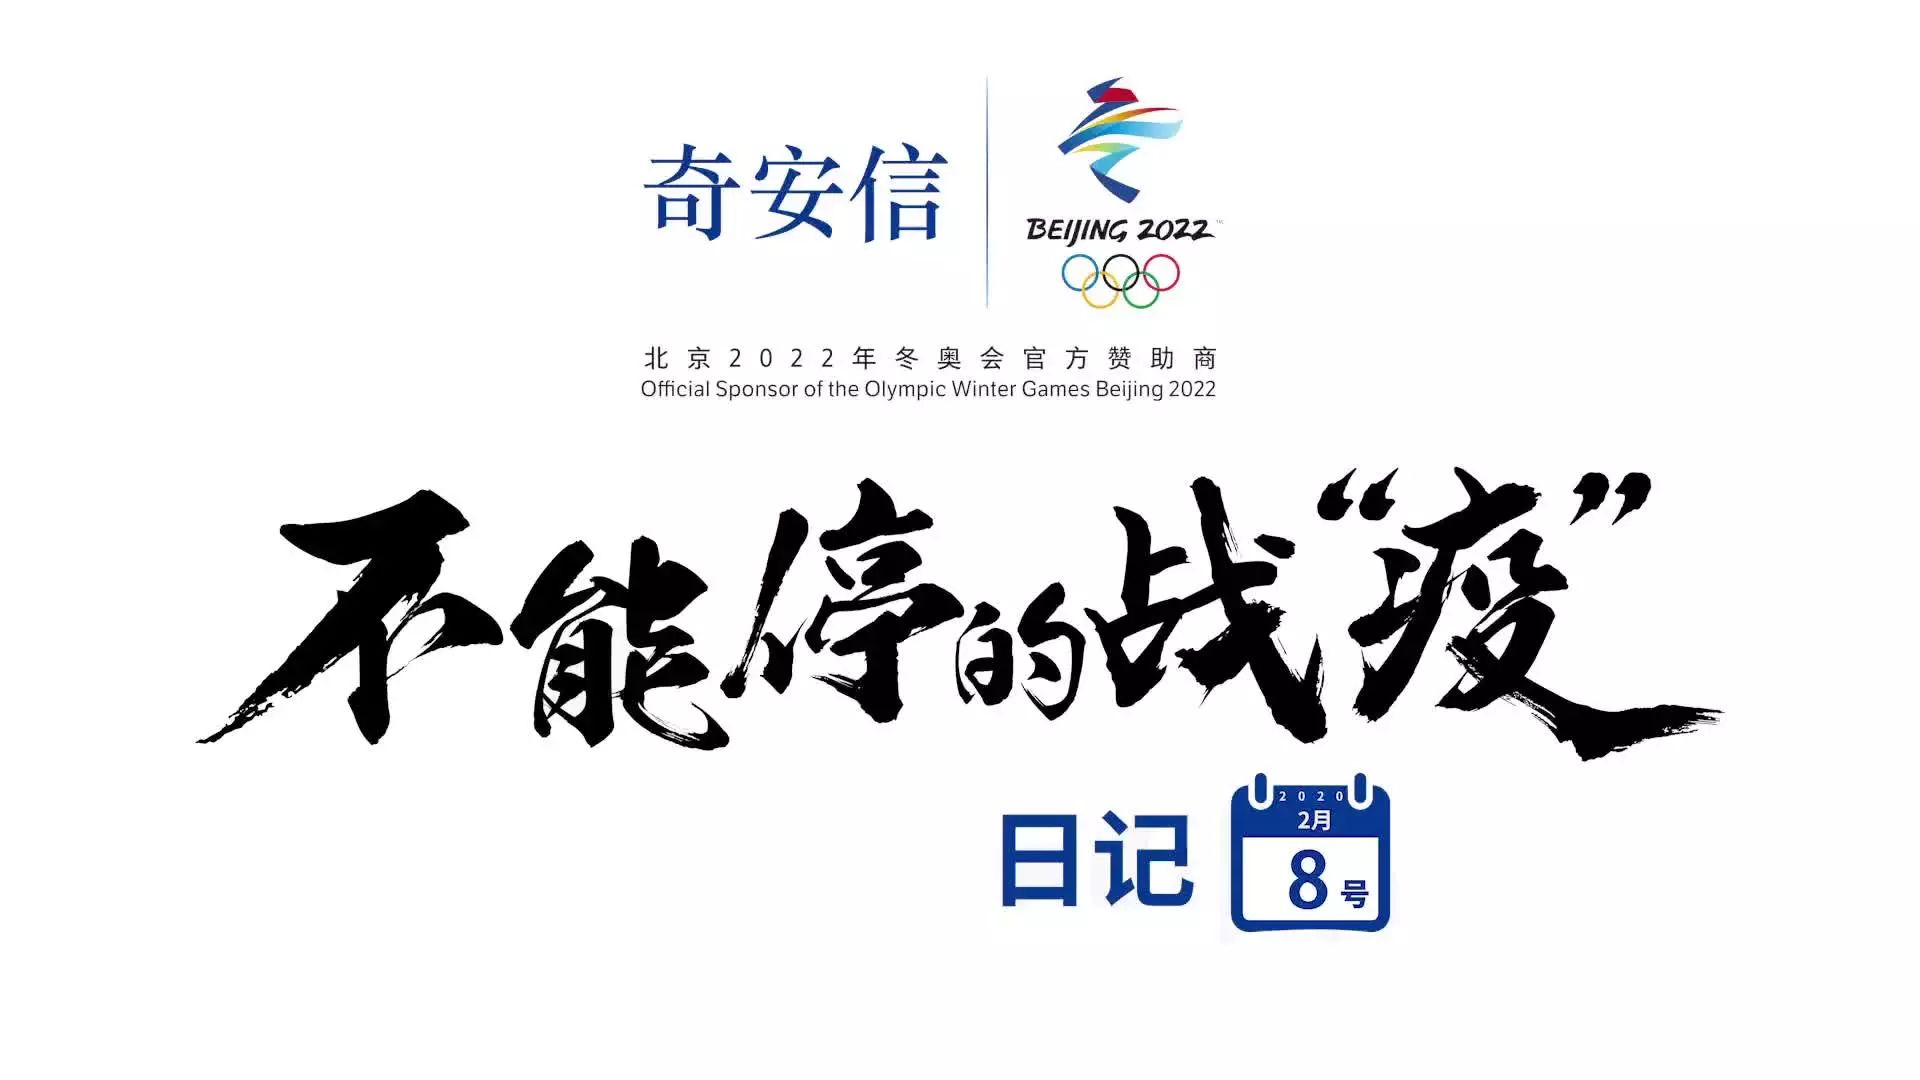 奇安信
BEIJING 2022™
北京2022年冬奥会官方赞助商
Official Sponsor of the Olympic Winter Games Beijing 2022
不能停的战“疫”
日记
2020
2月
8号